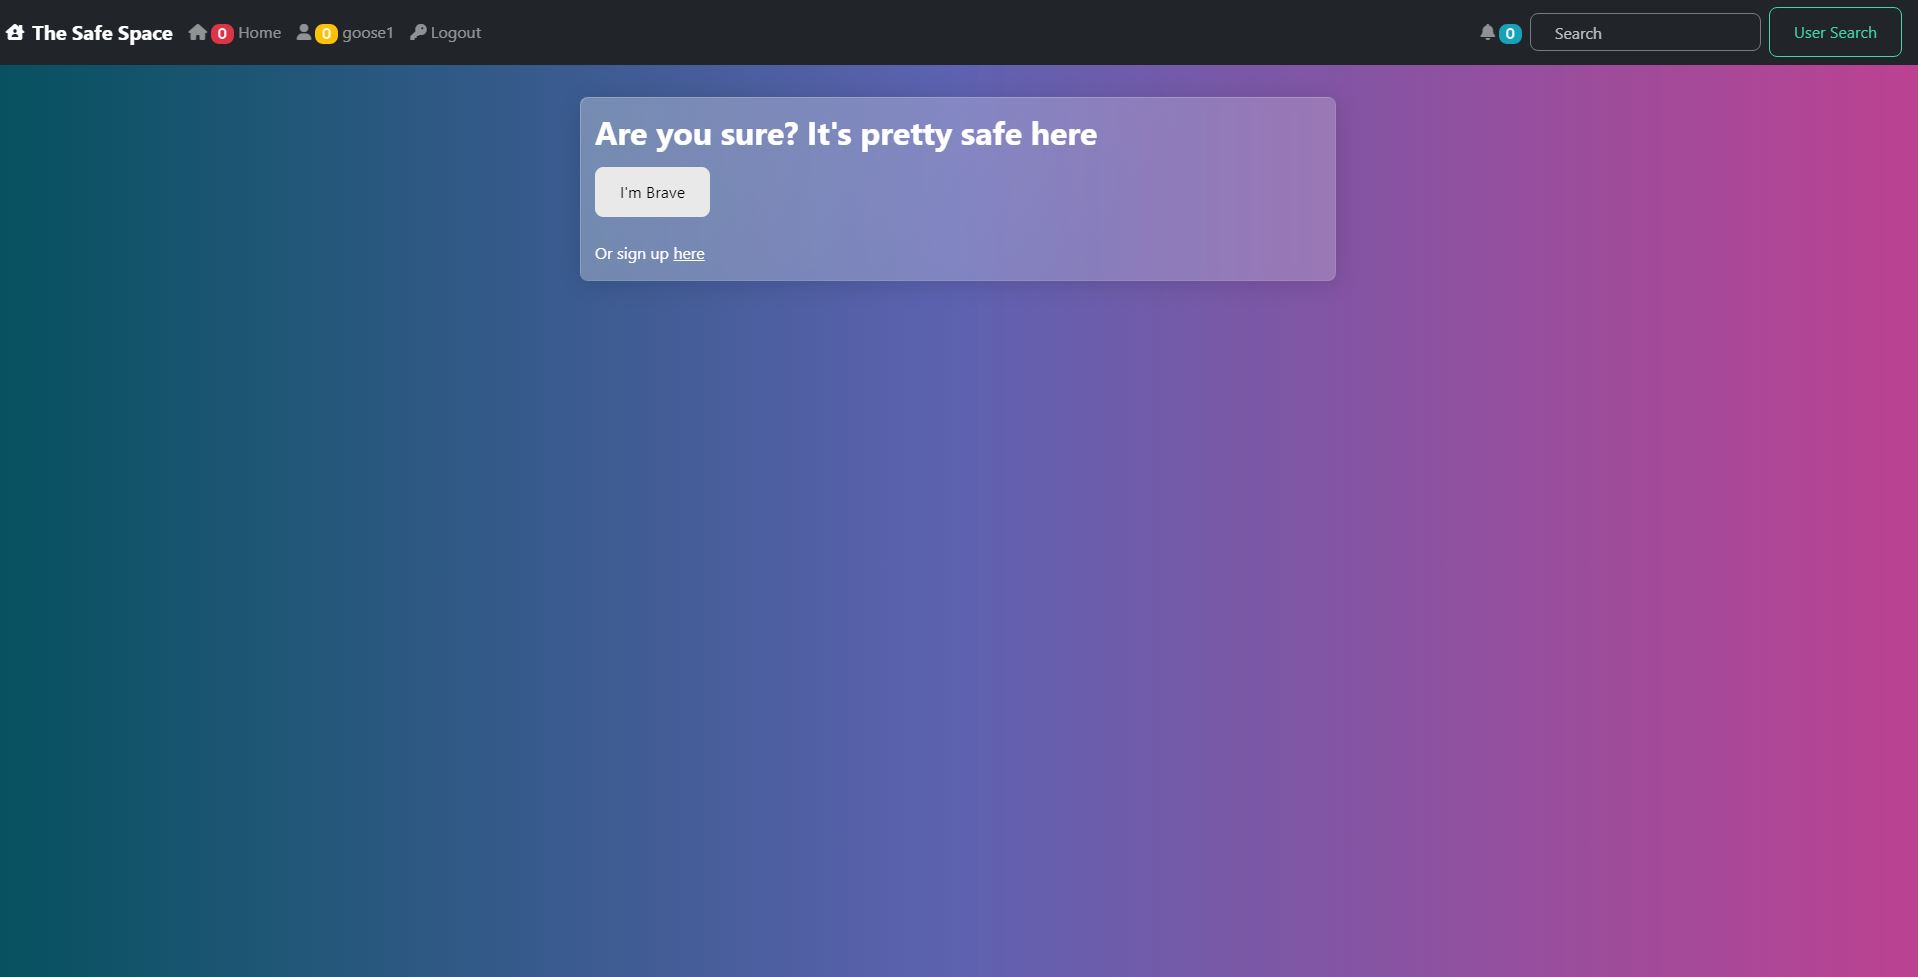 The Safe Space 0 Home 0 goose1 Logout 0 Search User Search
Are you sure? It's pretty safe here
I'm Brave
Or sign up here